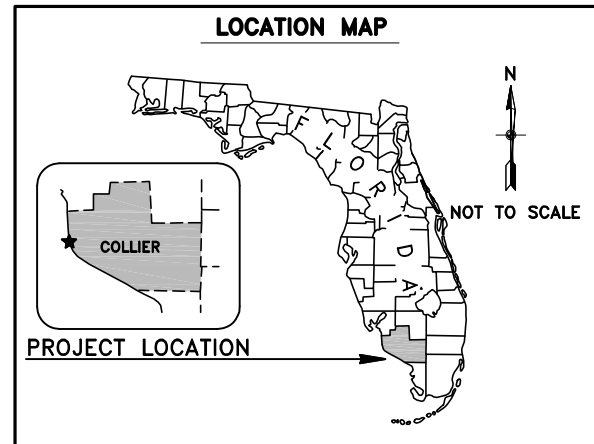 LOCATION MAP
N
FLORIDA
NOT TO SCALE
COLLIER
PROJECT LOCATION